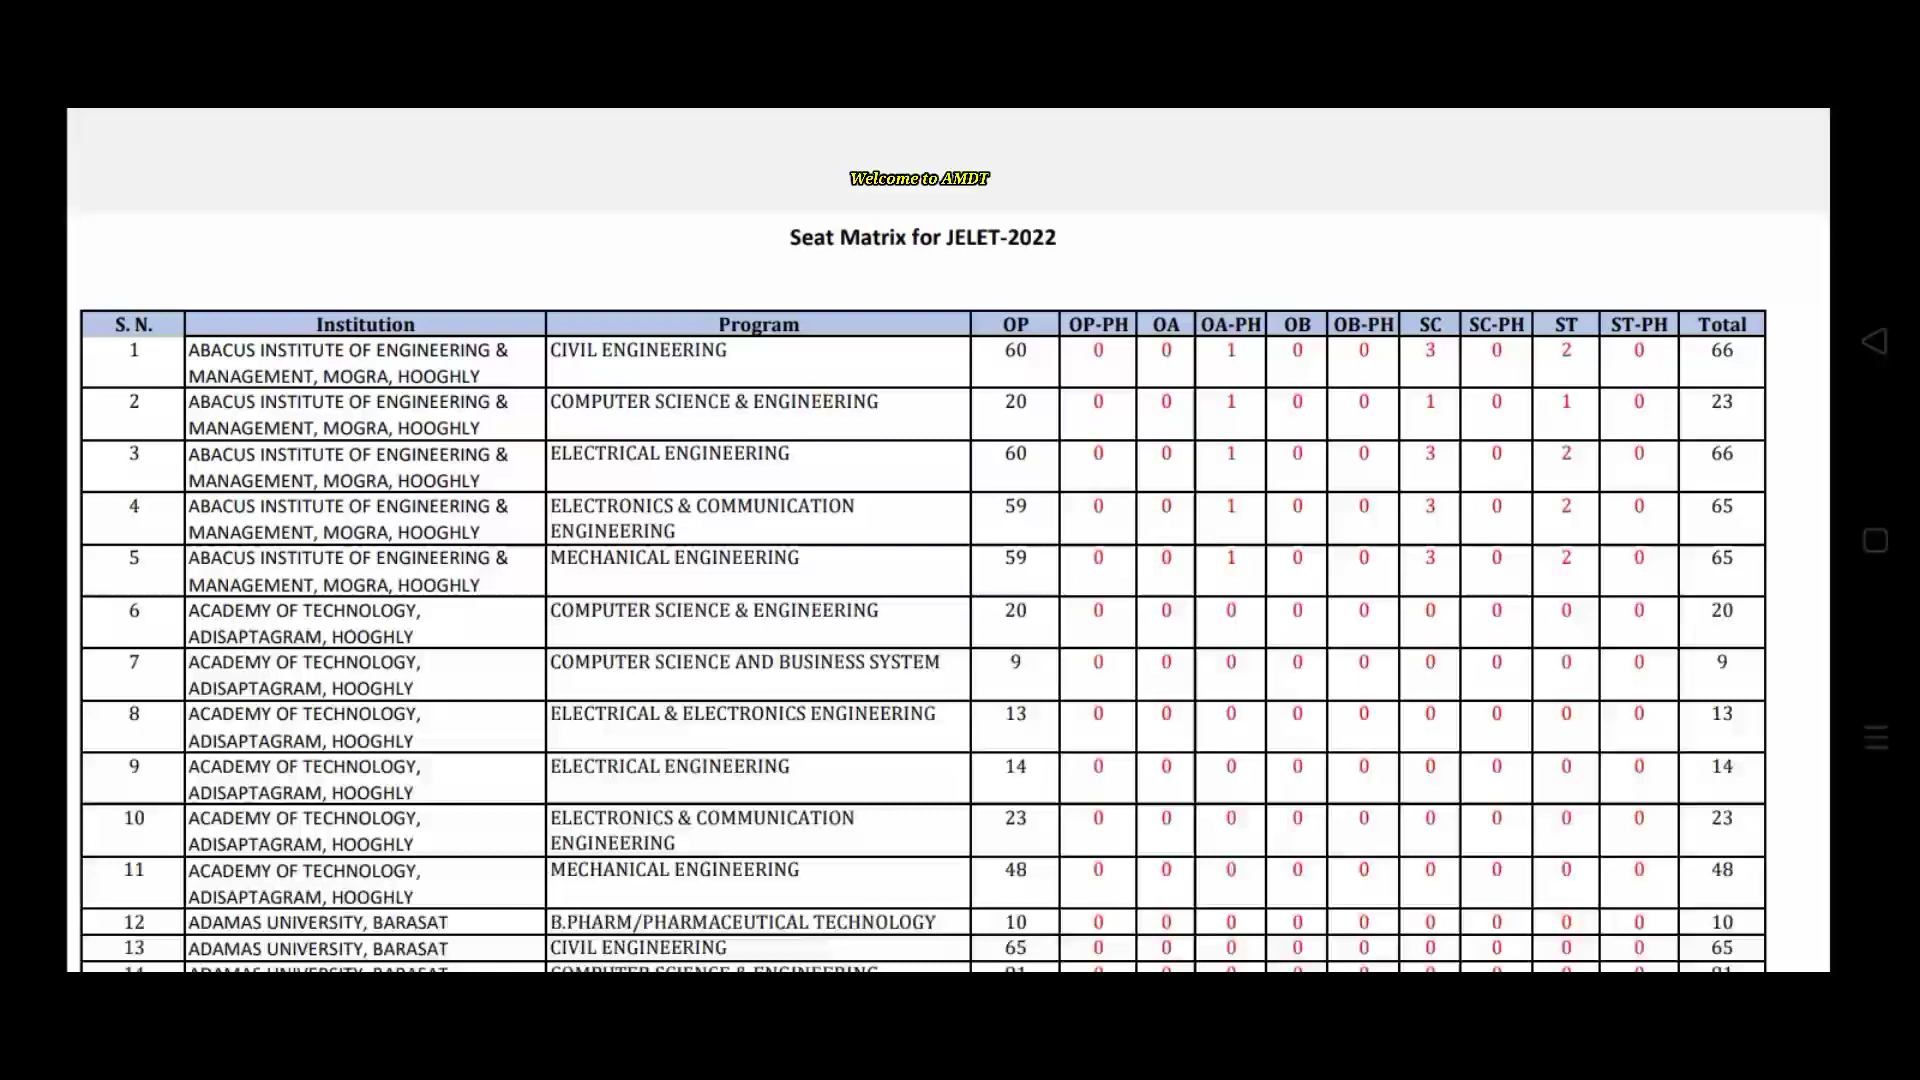 Welcome to AMDT
Seat Matrix for JELET-2022
S. N. Institution Program OP OP-PH OA OA-PH OB OB-PH SC SC-PH ST ST-PH Total
1 ABACUS INSTITUTE OF ENGINEERING & CIVIL ENGINEERING 60 0 0 1 0 0 3 0 2 0 66
MANAGEMENT, MOGRA, HOOGHLY
2 ABACUS INSTITUTE OF ENGINEERING & COMPUTER SCIENCE & ENGINEERING 20 0 0 1 0 0 1 0 1 0 23
MANAGEMENT, MOGRA, HOOGHLY
3 ABACUS INSTITUTE OF ENGINEERING & ELECTRICAL ENGINEERING 60 0 0 1 0 0 3 0 2 0 66
MANAGEMENT, MOGRA, HOOGHLY
4 ABACUS INSTITUTE OF ENGINEERING & ELECTRONICS & COMMUNICATION 59 0 0 1 0 0 3 0 2 0 65
MANAGEMENT, MOGRA, HOOGHLY ENGINEERING
5 ABACUS INSTITUTE OF ENGINEERING & MECHANICAL ENGINEERING 59 0 0 1 0 0 3 0 2 0 65
MANAGEMENT, MOGRA, HOOGHLY
6 ACADEMY OF TECHNOLOGY, COMPUTER SCIENCE & ENGINEERING 20 0 0 0 0 0 0 0 0 0 20
ADISAPTAGRAM, HOOGHLY
7 ACADEMY OF TECHNOLOGY, COMPUTER SCIENCE AND BUSINESS SYSTEM 9 0 0 0 0 0 0 0 0 0 9
ADISAPTAGRAM, HOOGHLY
8 ACADEMY OF TECHNOLOGY, ELECTRICAL & ELECTRONICS ENGINEERING 13 0 0 0 0 0 0 0 0 0 13
ADISAPTAGRAM, HOOGHLY
9 ACADEMY OF TECHNOLOGY, ELECTRICAL ENGINEERING 14 0 0 0 0 0 0 0 0 0 14
ADISAPTAGRAM, HOOGHLY
10 ACADEMY OF TECHNOLOGY, ELECTRONICS & COMMUNICATION 23 0 0 0 0 0 0 0 0 0 23
ADISAPTAGRAM, HOOGHLY ENGINEERING
11 ACADEMY OF TECHNOLOGY, MECHANICAL ENGINEERING 48 0 0 0 0 0 0 0 0 0 48
ADISAPTAGRAM, HOOGHLY
12 ADAMAS UNIVERSITY, BARASAT B.PHARM/PHARMACEUTICAL TECHNOLOGY 10 0 0 0 0 0 0 0 0 0 10
13 ADAMAS UNIVERSITY, BARASAT CIVIL ENGINEERING 65 0 0 0 0 0 0 0 0 0 65